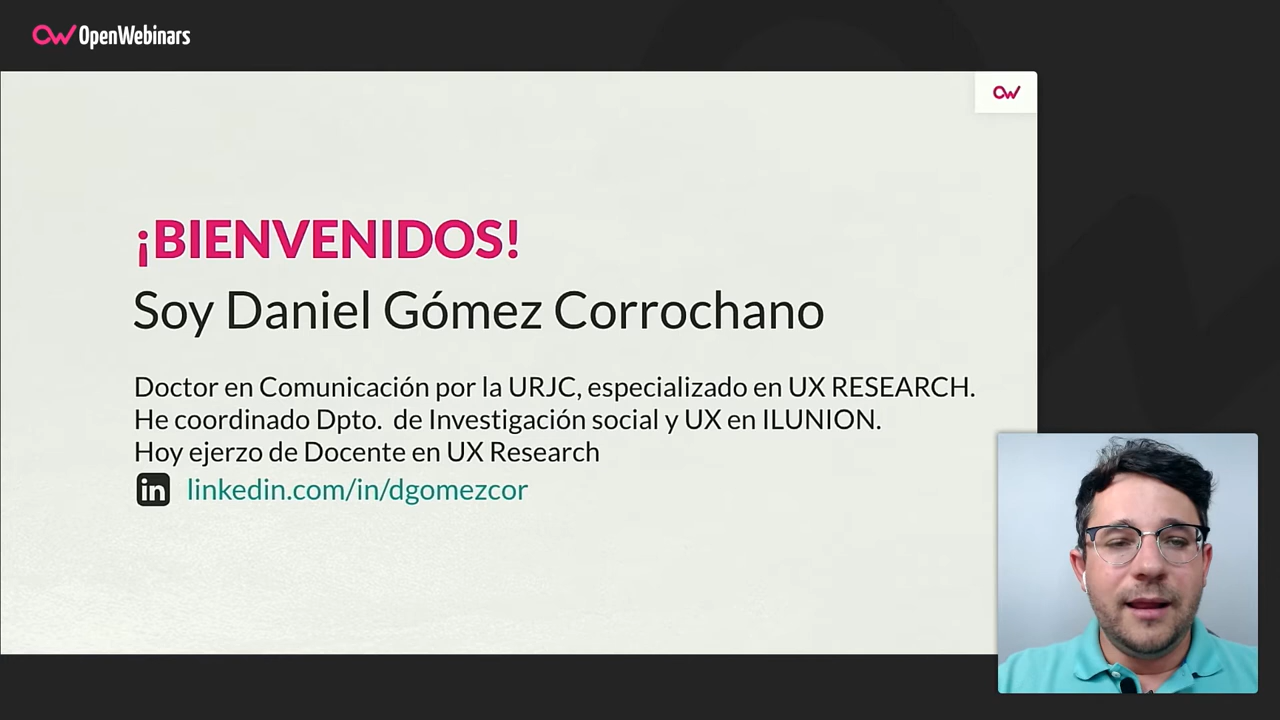 OpenWebinars
¡BIENVENIDOS!
Soy Daniel Gómez Corrochano
Doctor en Comunicación por la URJC, especializado en UX RESEARCH.
He coordinado Dpto. de Investigación social y UX en ILUNION.
Hoy ejerzo de Docente en UX Research
in linkedin.com/in/dgomezcor